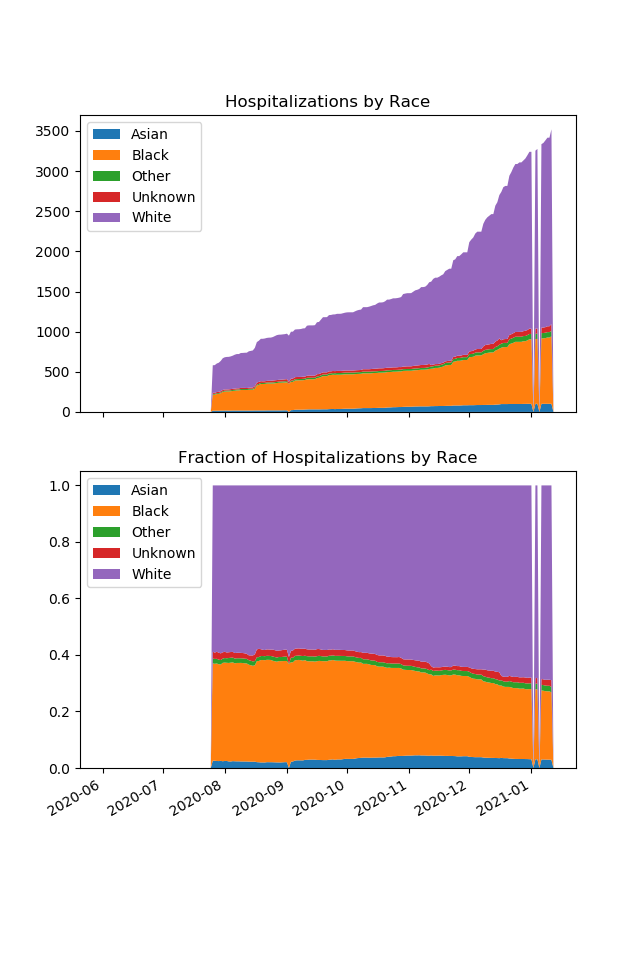 Hospitalizations by Race
3500
3000
2500
2000
1500
1000
500
0
Asian
Black
Other
Unknown
White
Fraction of Hospitalizations by Race
1.0
0.8
0.6
0.4
0.2
0.0
Asian
Black
Other
Unknown
White
2020-06
2020-07
2020-08
2020-09
2020-10
2020-11
2020-12
2021-01